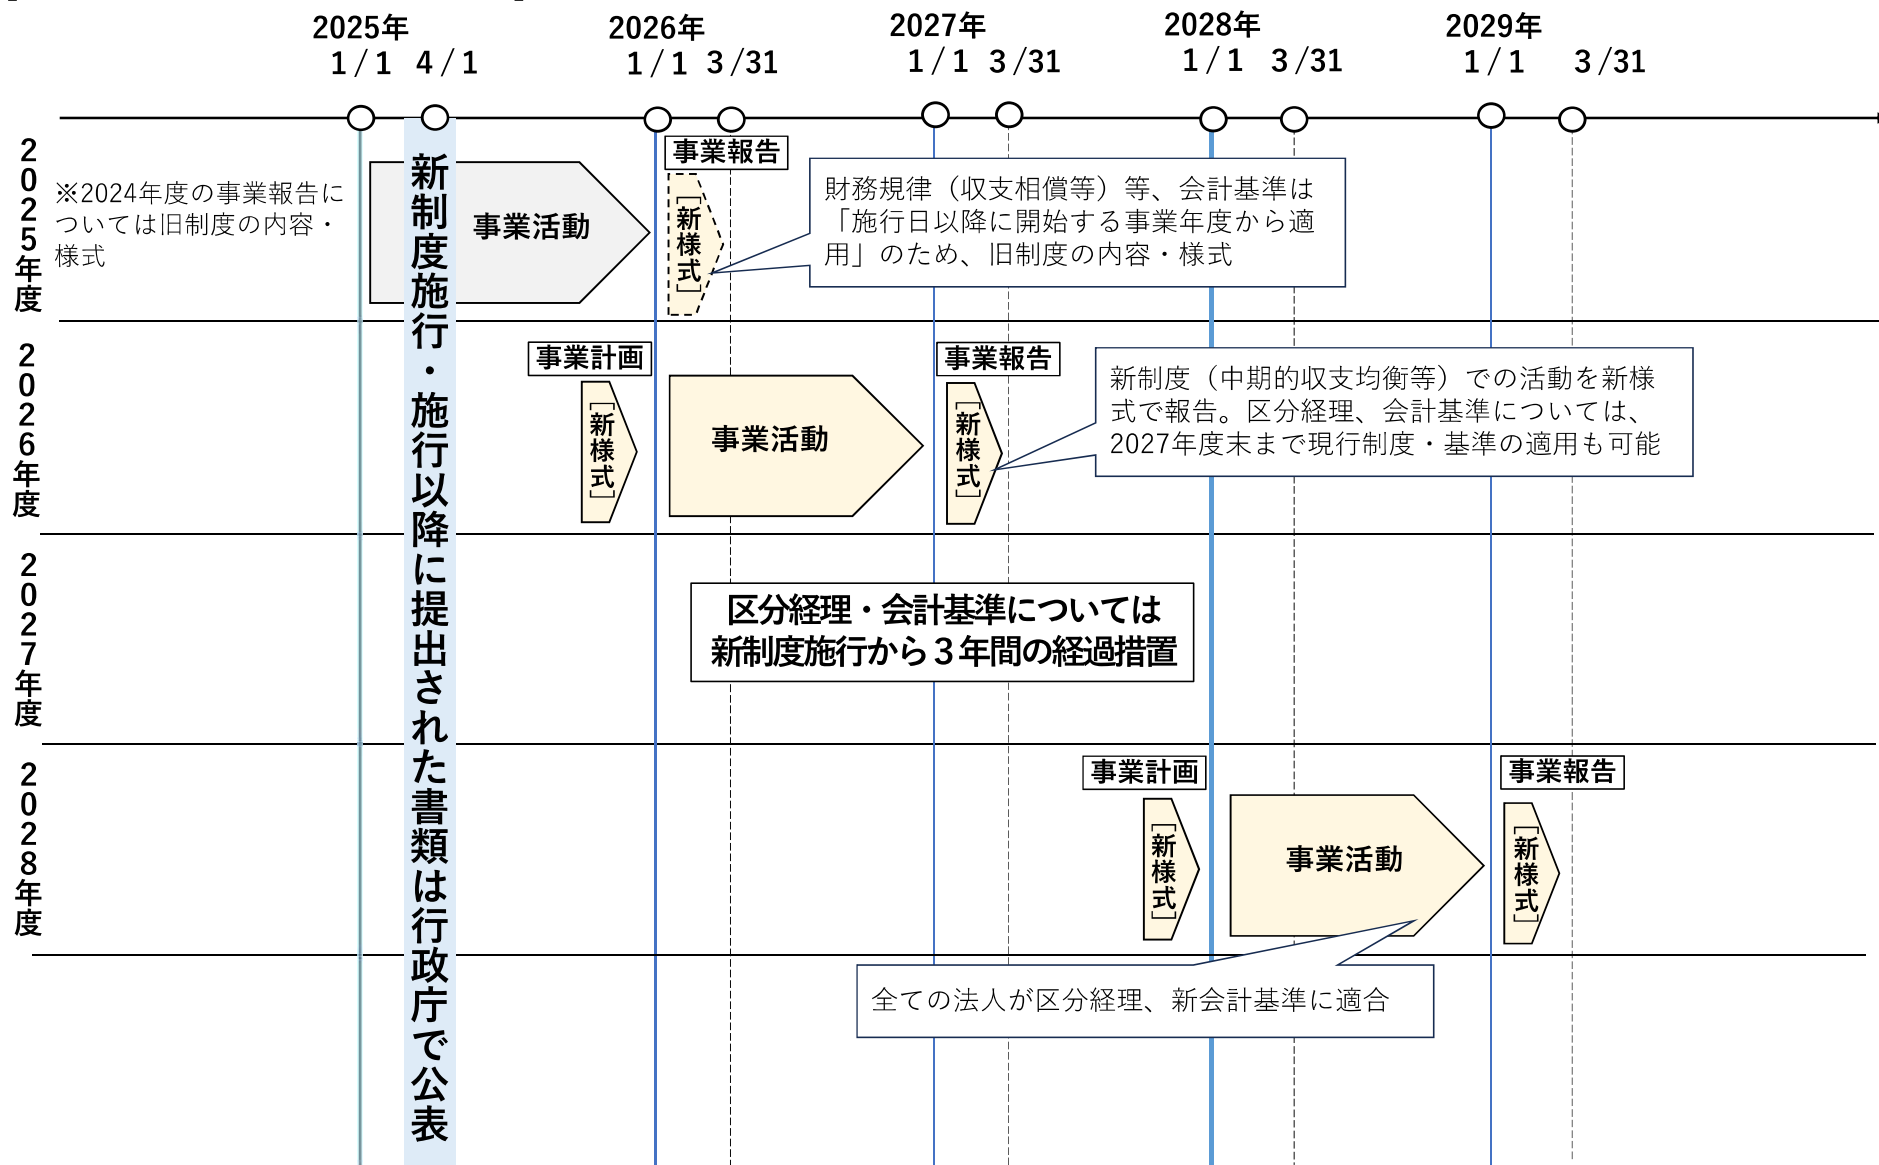 2025年
1 / 1
4 / 1
2026年
1 / 1
3 /31
2027年
1 / 1
3 /31
2028年
1 / 1
3 /31
2029年
1 / 1
3 /31
2025年度
※2024年度の事業報告に
ついては旧制度の内容・
様式
事業活動
事業報告
[新様式]
財務規律（収支相償等）等、会計基準は
「施行日以降に開始する事業年度から適
用」のため、旧制度の内容・様式
新制度施行・施行以降に提出された書類は行政庁で公表
2026年度
事業計画
[新様式]
事業活動
事業報告
[新様式]
新制度（中期的収支均衡等）での活動を新様
式で報告。区分経理、会計基準については、
2027年度末まで現行制度・基準の適用も可能
2027年度
区分経理・会計基準については
新制度施行から３年間の経過措置
2028年度
事業計画
[新様式]
事業活動
事業報告
[新様式]
全ての法人が区分経理、新会計基準に適合